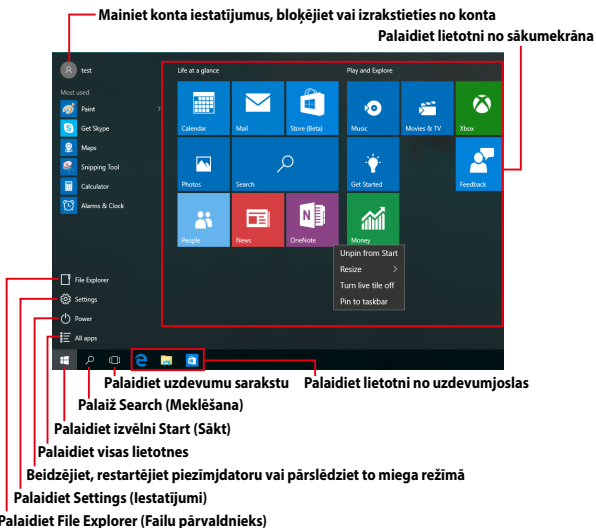 Mainiet konta iestatījumus, bloķējiet vai izrakstieties no konta
Palaidiet lietotni no sākumekrāna
test
Life at a glance
Play and Explore
Most used
Paint
Get Skype
Maps
Snipping Tool
Calculator
Alarms & Clock
Calendar
Mail
Store (Beta)
Music
Movies & TV
Xbox
Photos
Search
Get Started
Feedback
People
News
OneNote
Money
Unpin from Start
Resize
Turn live tile off
Pin to taskbar
File Explorer
Settings
Power
All apps
Palaidiet uzdevumu sarakstu
Palaidiet lietotni no uzdevumjoslas
Palaiž Search (Meklēšana)
Palaidiet izvēlni Start (Sākt)
Palaidiet visas lietotnes
Beidzējiet, restartējiet piezīmjdatoru vai pārslēdziet to miega režīmā
Palaidiet Settings (Iestatījumi)
Palaidiet File Explorer (Failu pārvaldnieks)